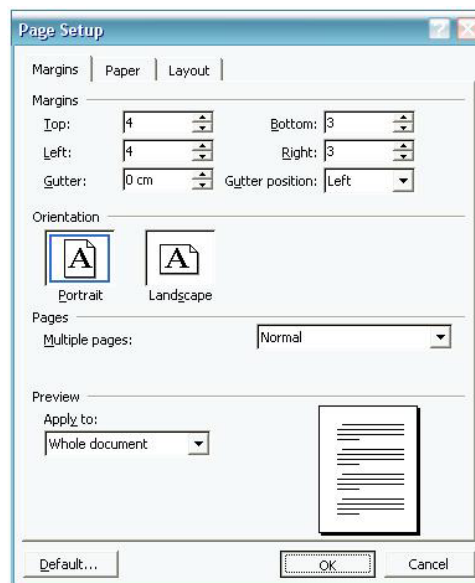 Page Setup
Margins Paper Layout
Margins
Top: 4 Bottom: 3
Left: 4 Right: 3
Gutter: 0 cm Gutter position: Left
Orientation
A A
Portrait Landscape
Pages
Multiple pages: Normal
Preview
Apply to:
Whole document
Default... OK Cancel